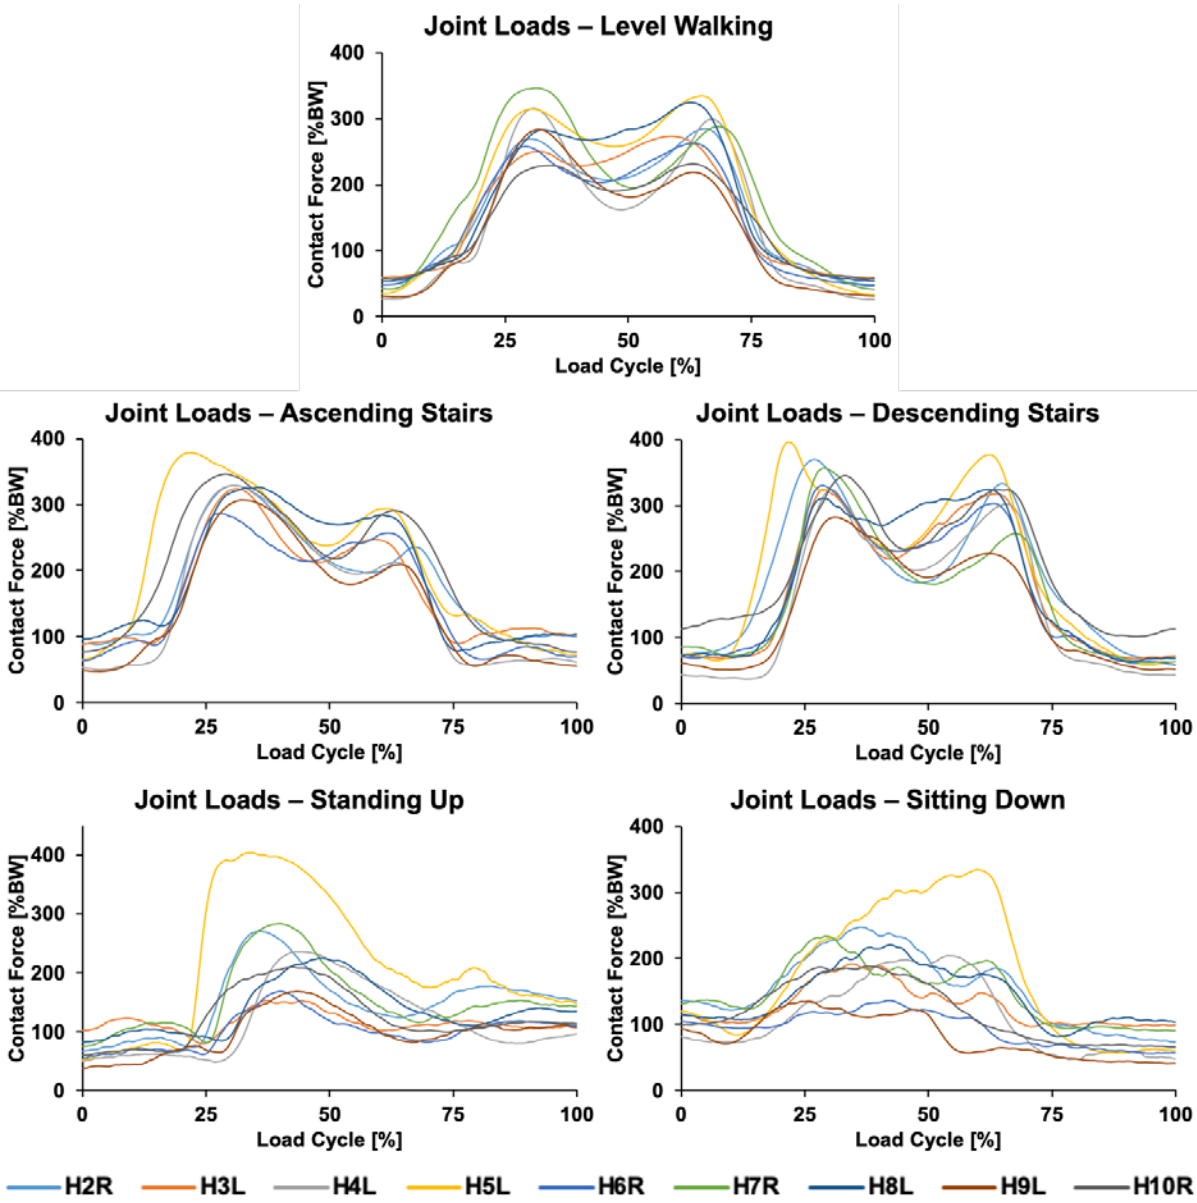 Joint Loads – Level Walking
Contact Force [%BW]
400
300
200
100
0
0 25 50 75 100
Load Cycle [%]
Joint Loads – Ascending Stairs
Contact Force [%BW]
400
300
200
100
0
0 25 50 75 100
Load Cycle [%]
Joint Loads – Descending Stairs
Contact Force [%BW]
400
300
200
100
0
0 25 50 75 100
Load Cycle [%]
Joint Loads – Standing Up
Contact Force [%BW]
400
300
200
100
0
0 25 50 75 100
Load Cycle [%]
Joint Loads – Sitting Down
Contact Force [%BW]
400
300
200
100
0
0 25 50 75 100
Load Cycle [%]
H2R H3L H4L H5L H6R H7R H8L H9L H10R